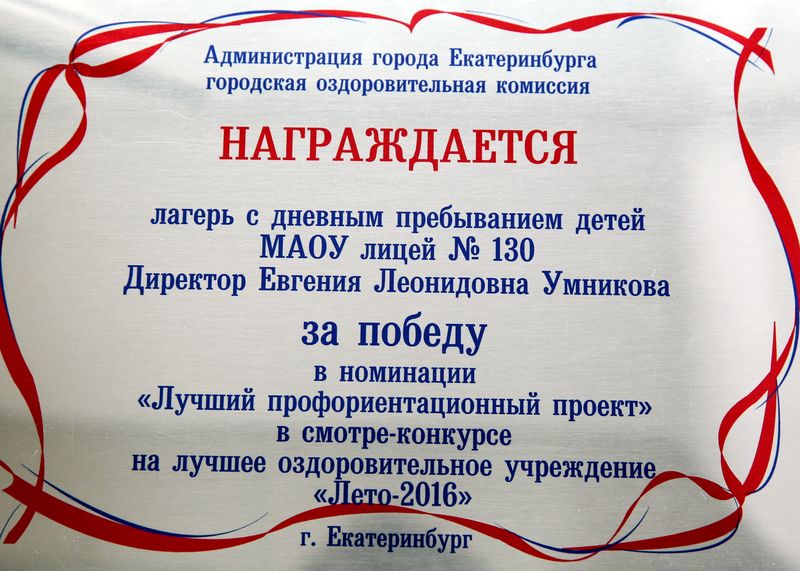 Администрация города Екатеринбурга
городская оздоровительная комиссия
НАГРАЖДАЕТСЯ
лагерь с дневным пребыванием детей
МАОУ лицей № 130
Директор Евгения Леонидовна Умникова
за победу
в номинации
«Лучший профориентационный проект»
в смотре-конкурсе
на лучшее оздоровительное учреждение
«Лето-2016»
г. Екатеринбург